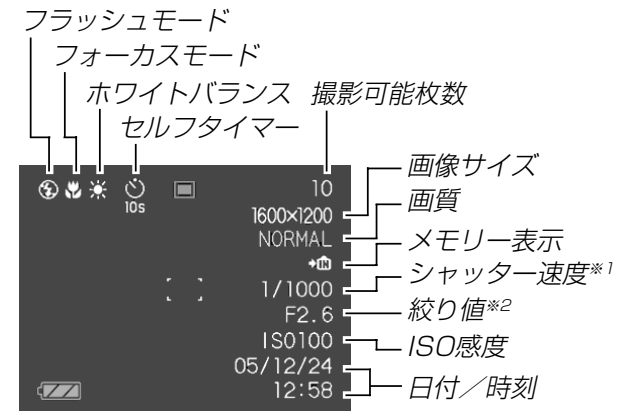 フラッシュモード
フォーカスモード
ホワイトバランス 撮影可能枚数
セルフタイマー
10
10s
1600×1200
NORMAL
IN
1/1000
F2.6
ISO100
05/12/24
12:58
画像サイズ
画質
メモリー表示
シャッター速度※1
絞り値※2
ISO感度
日付／時刻